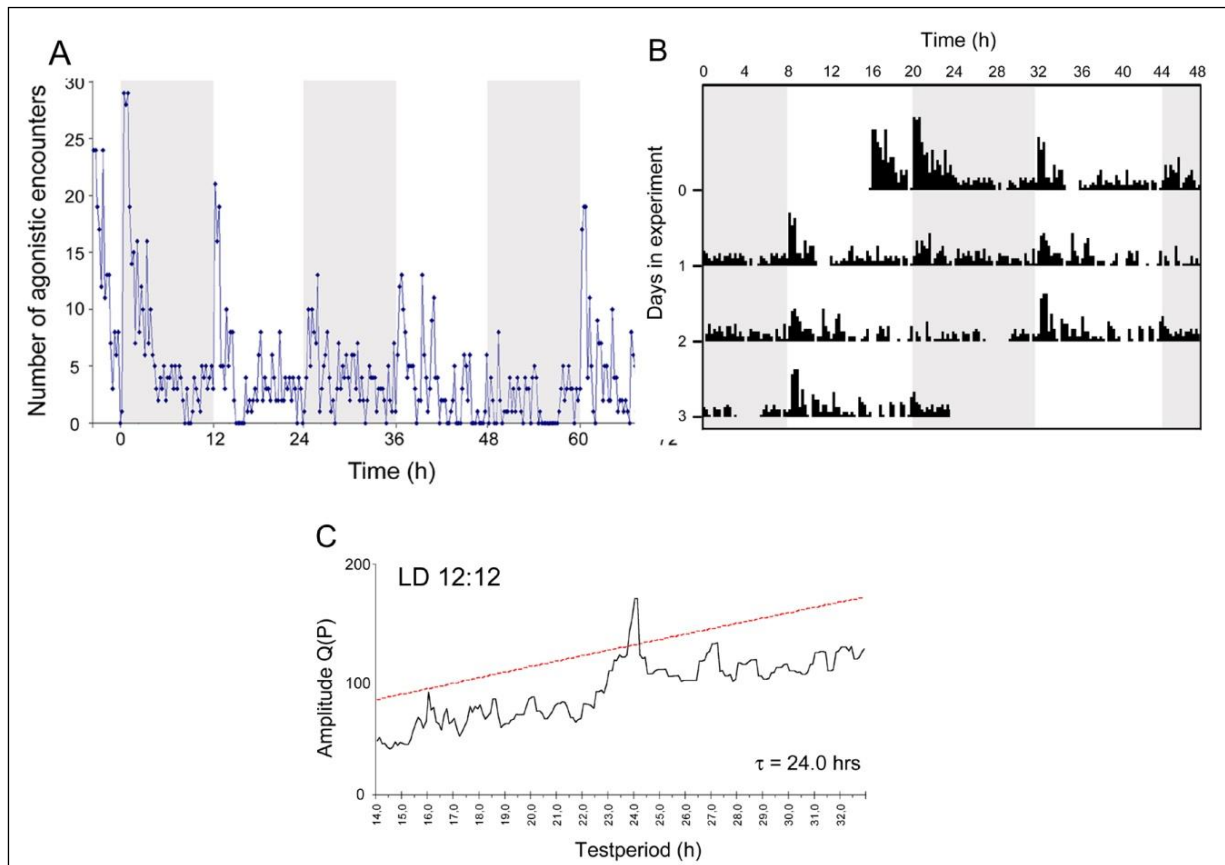 A
Number of agonistic encounters
30
25
20
15
10
5
0
0 12 24 36 48 60
Time (h)
B
Time (h)
0 4 8 12 16 20 24 28 32 36 40 44 48
Days in experiment
0
1
2
3
C
LD 12:12
Amplitude Q(P)
200
100
0
τ = 24.0 hrs
14.0 15.0 16.0 17.0 18.0 19.0 20.0 21.0 22.0 23.0 24.0 25.0 26.0 27.0 28.0 29.0 30.0 31.0 32.0
Testperiod (h)